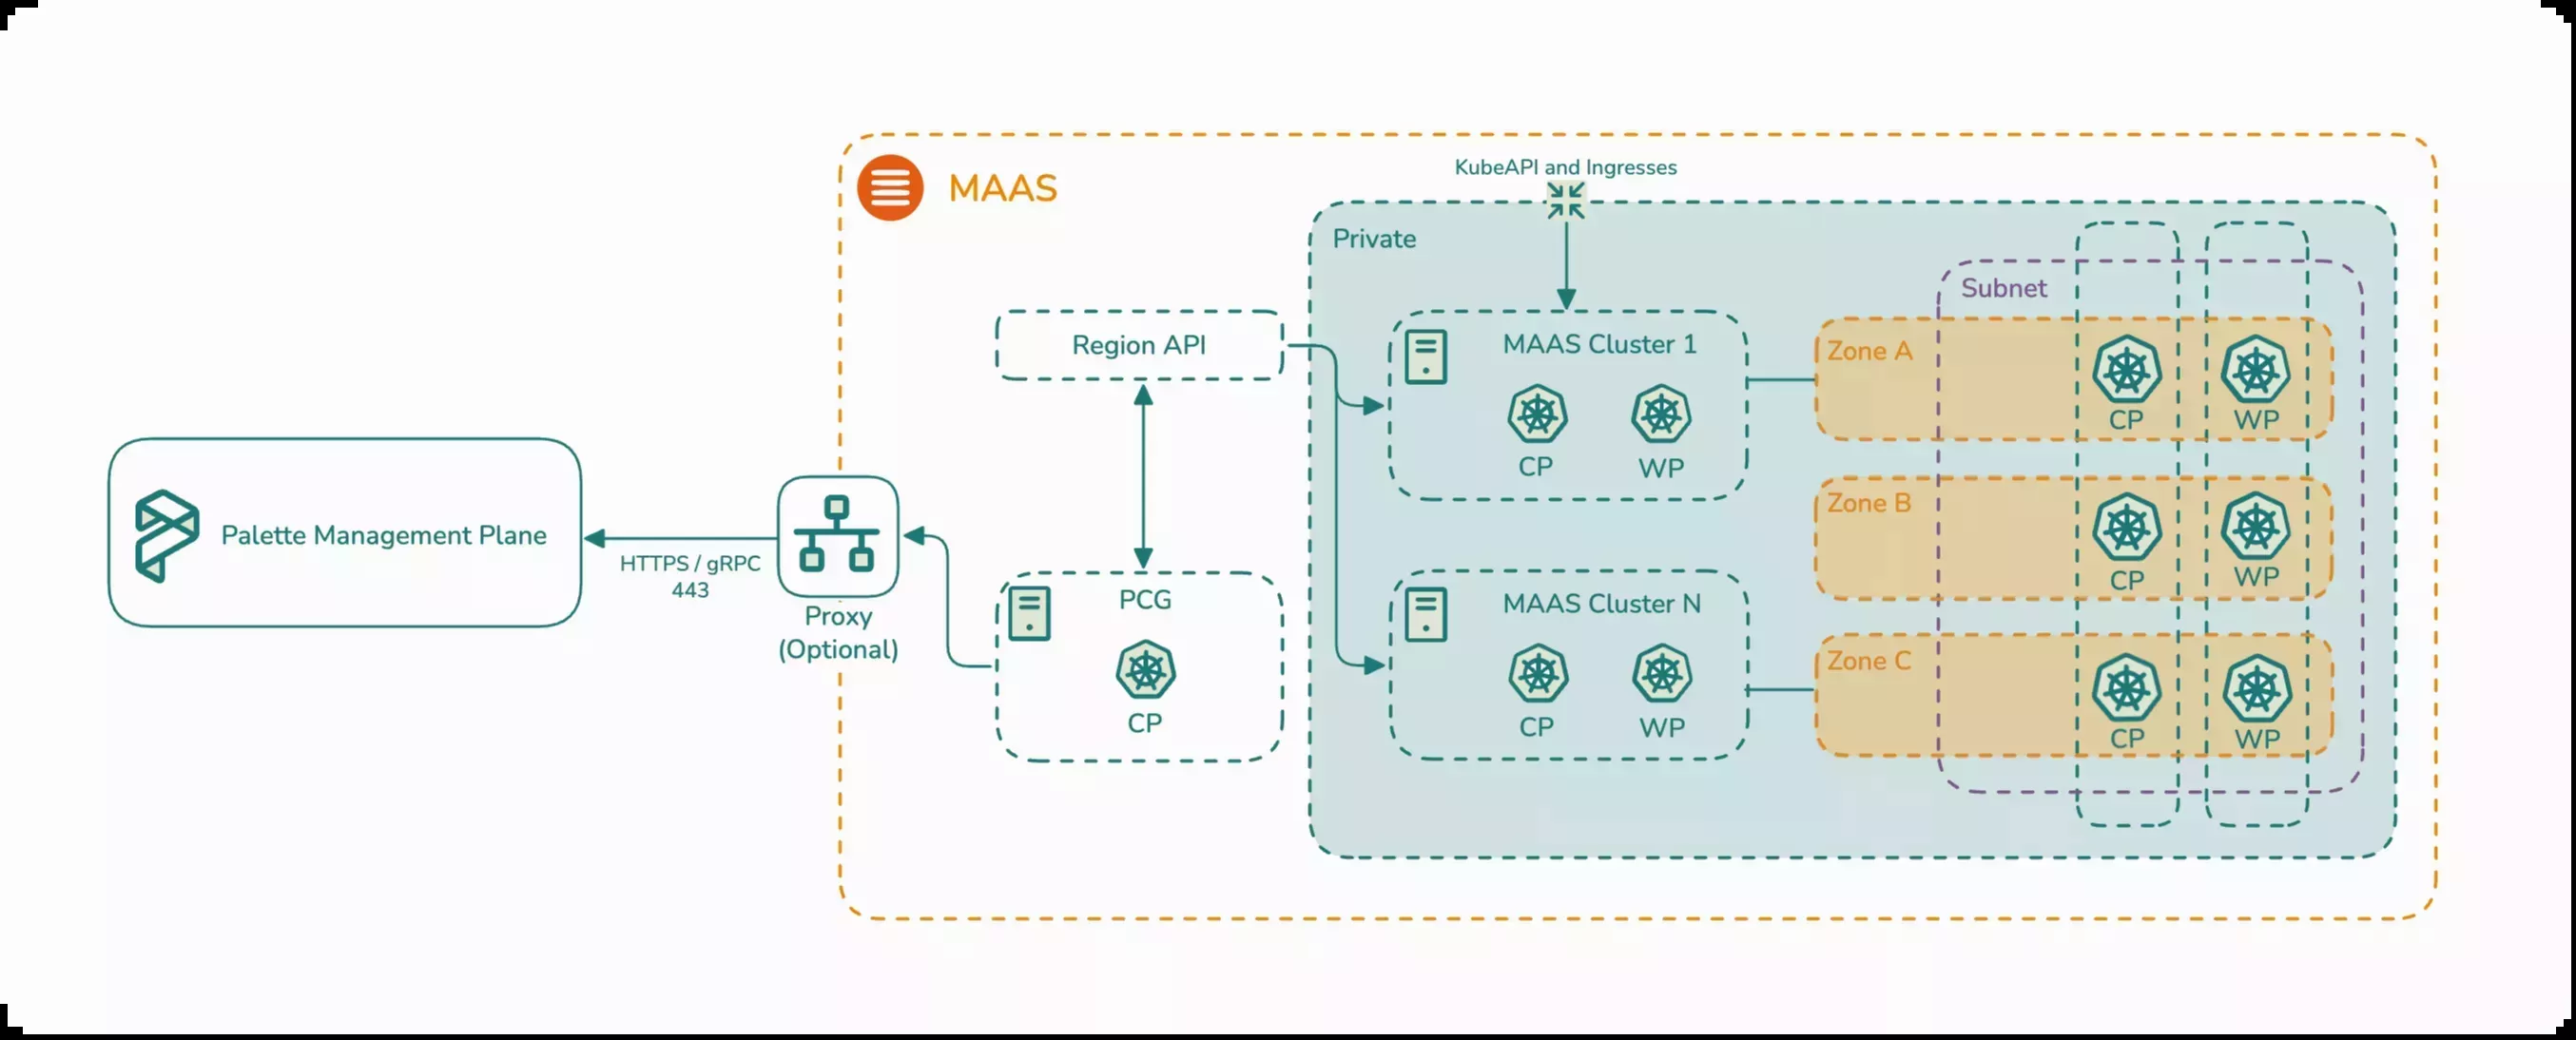 MAAS
KubeAPI and Ingresses
Private
Subnet
Region API
MAAS Cluster 1
CP
WP
Zone A
CP
WP
Palette Management Plane
HTTPS / gRPC
443
Proxy
(Optional)
PCG
CP
MAAS Cluster N
CP
WP
Zone B
CP
WP
Zone C
CP
WP